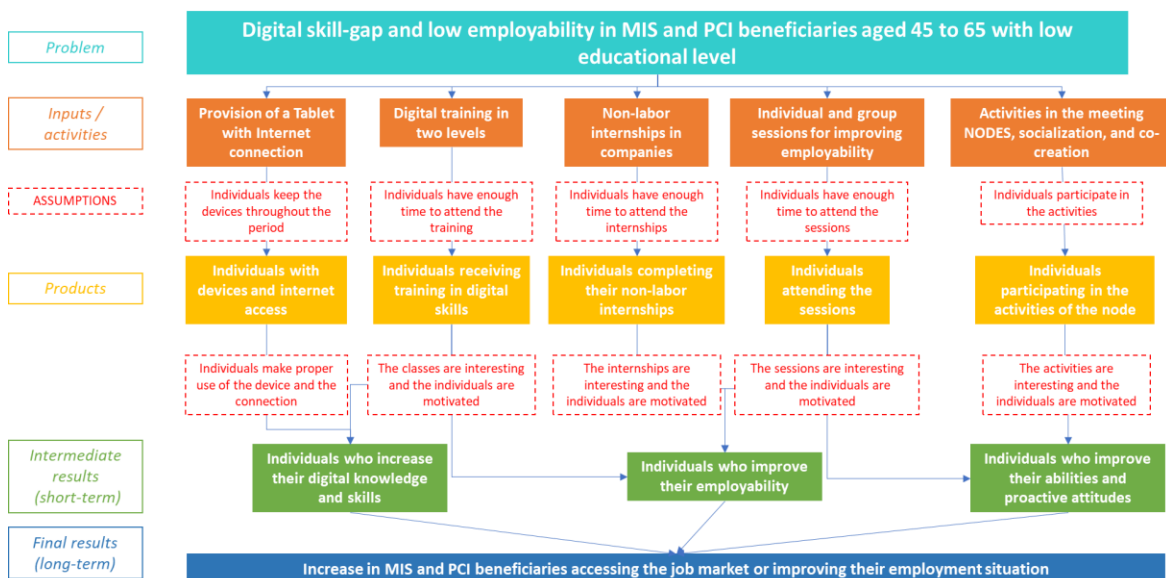 Problem
Digital skill-gap and low employability in MIS and PCI beneficiaries aged 45 to 65 with low
educational level
Inputs /
activities
Provision of a Tablet
with Internet
connection
Digital training in
two levels
Non-labor
internships in
companies
Individual and group
sessions for improving
employability
Activities in the meeting
NODES, socialization, and co-
creation
ASSUMPTIONS
Individuals keep the
devices throughout the
period
Individuals have enough
time to attend the
training
Individuals have enough
time to attend the
internships
Individuals have enough
time to attend the
sessions
Individuals participate in
the activities
Products
Individuals with
devices and internet
access
Individuals receiving
training in digital
skills
Individuals completing
their non-labor
internships
Individuals
attending the
sessions
Individuals
participating in the
activities of the node
Individuals make proper
use of the device and the
connection
The classes are interesting
and the individuals are
motivated
The internships are
interesting and the
individuals are motivated
The sessions are interesting
and the individuals are
motivated
The activities are
interesting and the
individuals are motivated
Intermediate
results
(short-term)
Individuals who increase
their digital knowledge
and skills
Individuals who improve
their employability
Individuals who improve
their abilities and
proactive attitudes
Final results
(long-term)
Increase in MIS and PCI beneficiaries accessing the job market or improving their employment situation